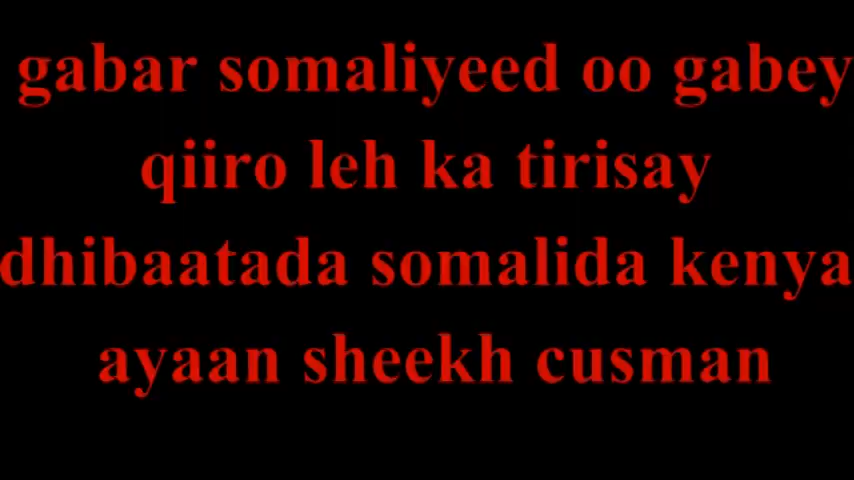 gabar somaliyeed oo gabey
qiiro leh ka tirisay
dhibaatada somalida kenya
ayaan sheekh cusman